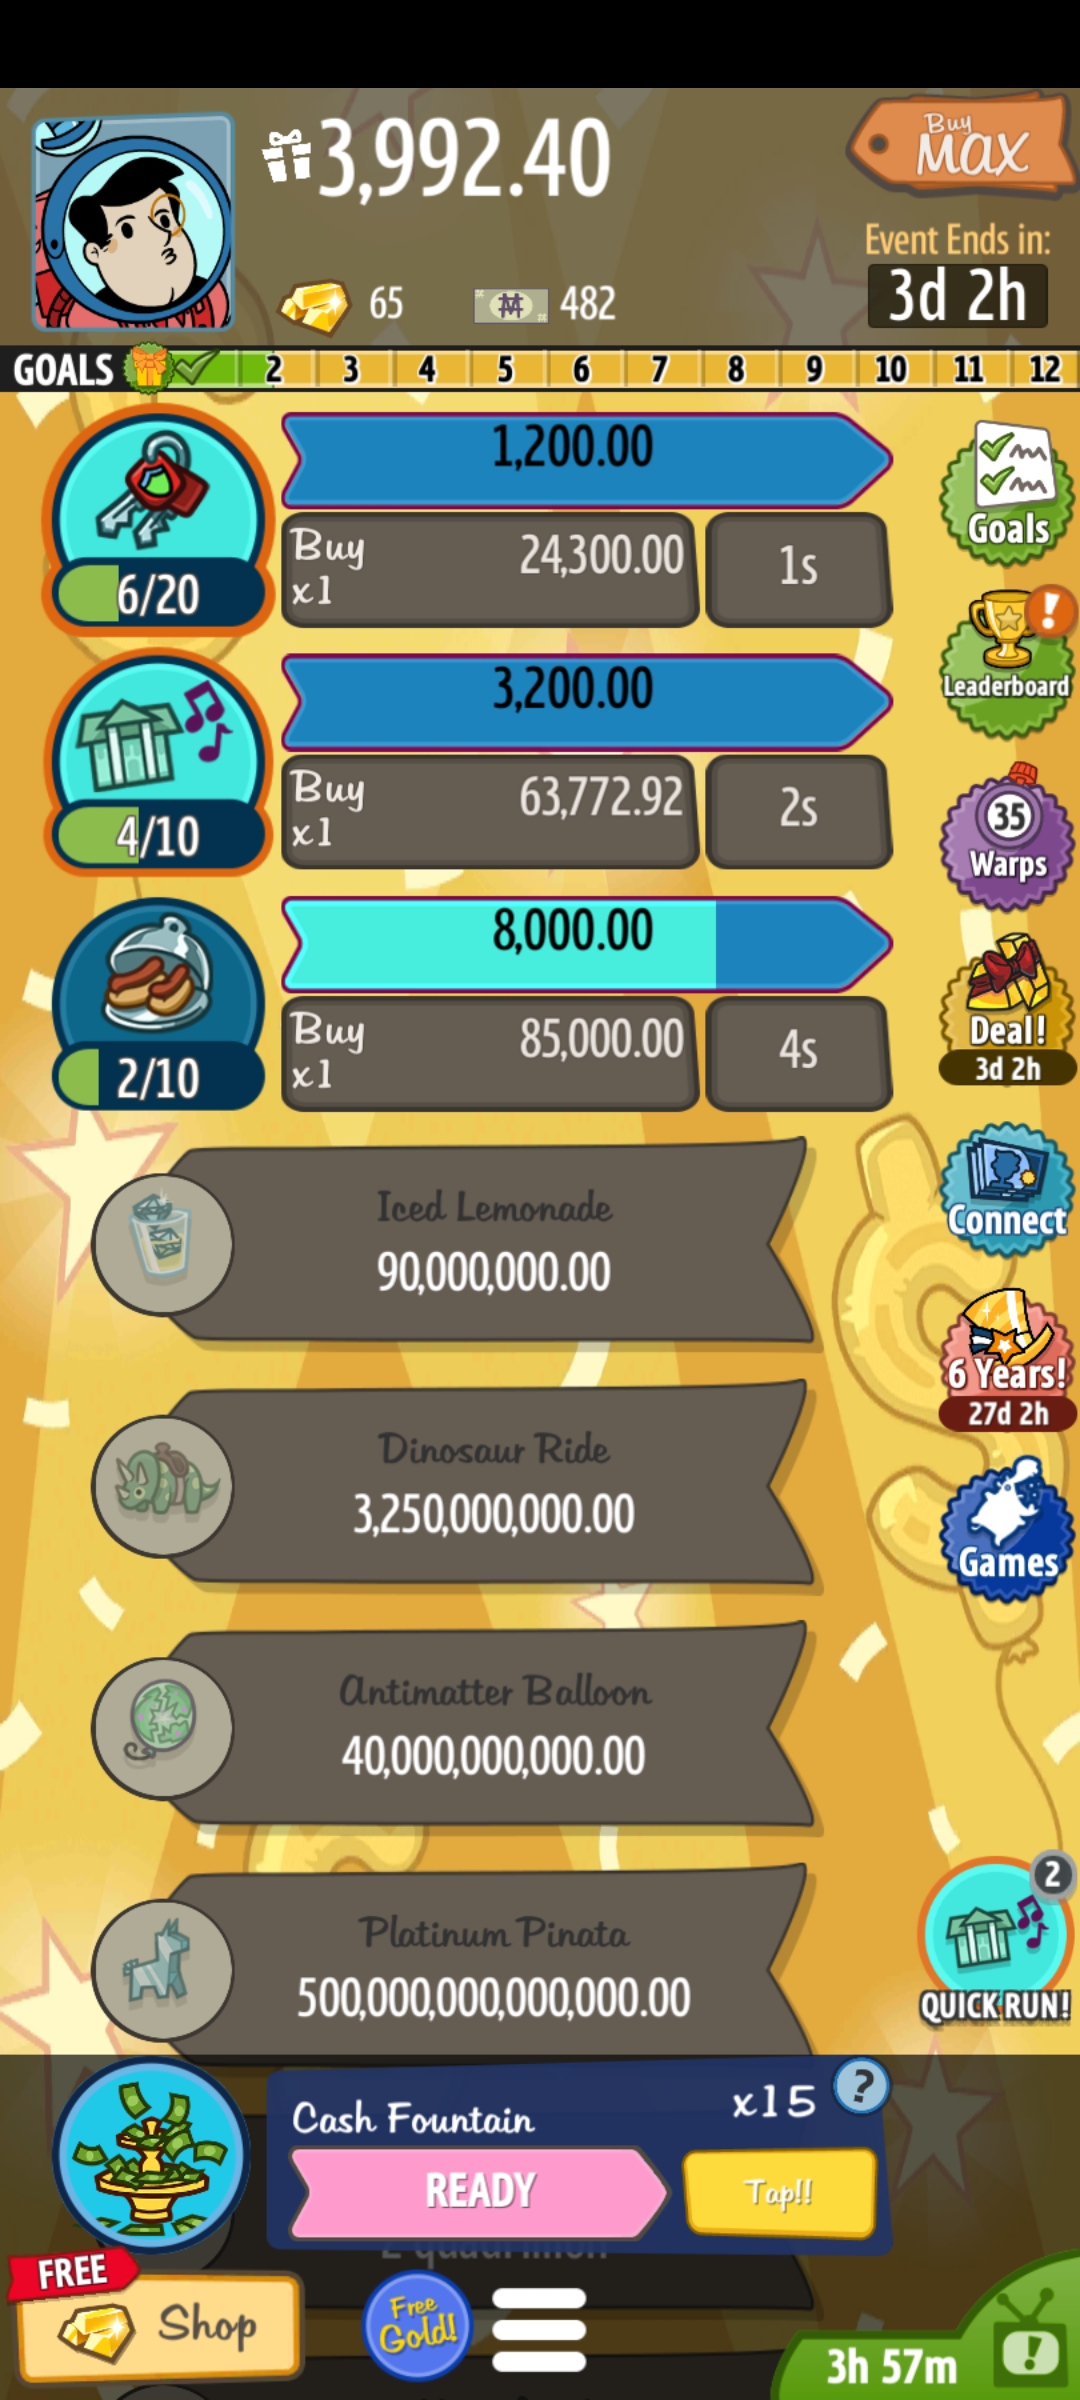 3,992.40
Buy
MAX
Event Ends in:
3d 2h
65
482
GOALS 2 3 4 5 6 7 8 9 10 11 12
1,200.00
Buy
x1
24,300.00
1s
6/20
Goals
3,200.00
Buy
x1
63,772.92
2s
4/10
Leaderboard
35
Warps
8,000.00
Buy
x1
85,000.00
4s
2/10
Deal!
3d 2h
Iced Lemonade
90,000,000.00
Connect
6 Years!
27d 2h
Dinosaur Ride
3,250,000,000.00
Games
Antimatter Balloon
40,000,000,000.00
Platinum Pinata
500,000,000,000,000.00
2
QUICK RUN!
Cash Fountain
x15
?
READY
Tap!!
FREE
Shop
Free
Gold!
3h 57m